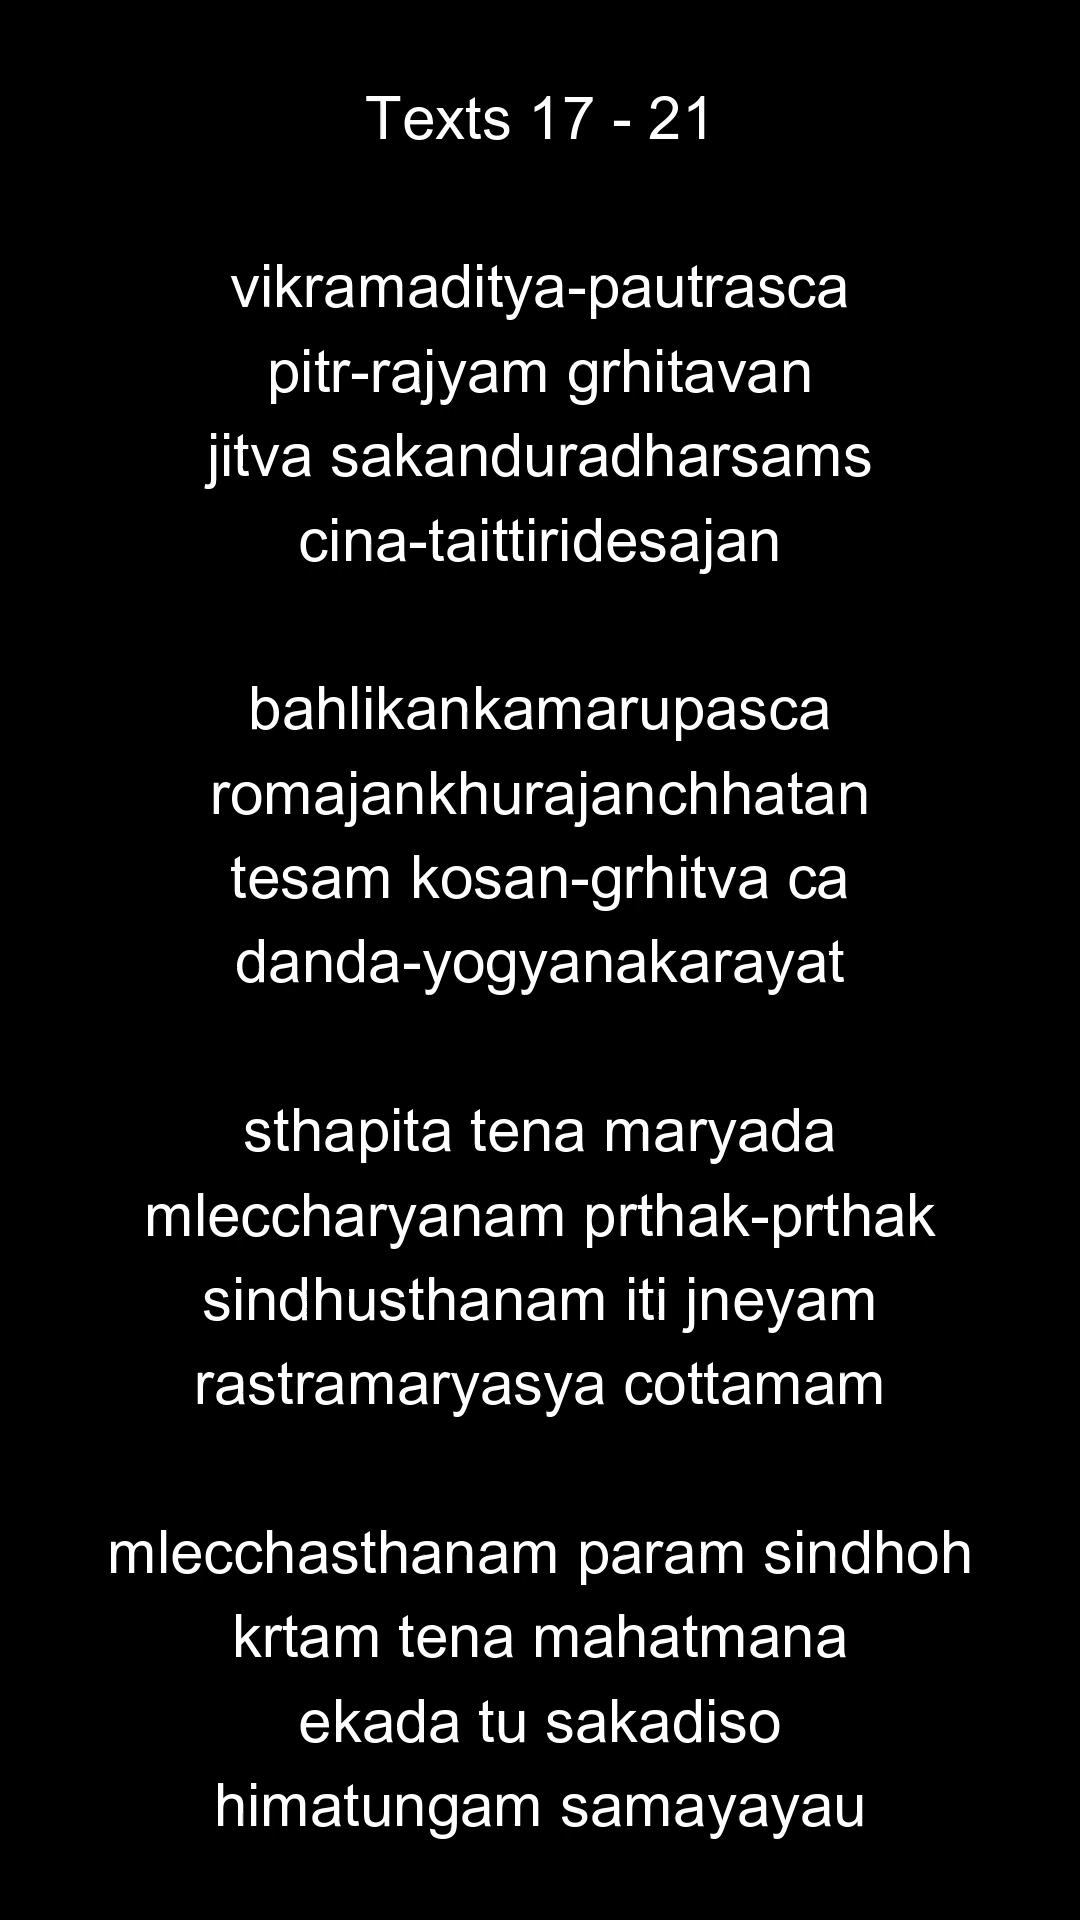 Texts 17 - 21
vikramaditya-pautrasca
pitr-rajyam grhitavan
jitva sakanduradharsams
cina-taittiridesajan
bahlikankamarupasca
romajankhurajanchhatan
tesam kosan-grhitva ca
danda-yogyanakarayat
sthapita tena maryada
mleccharyanam prthak-prthak
sindhusthanam iti jneyam
rastramaryasya cottamam
mlecchasthanam param sindhoh
krtam tena mahatmana
ekada tu sakadiso
himatungam samayayau